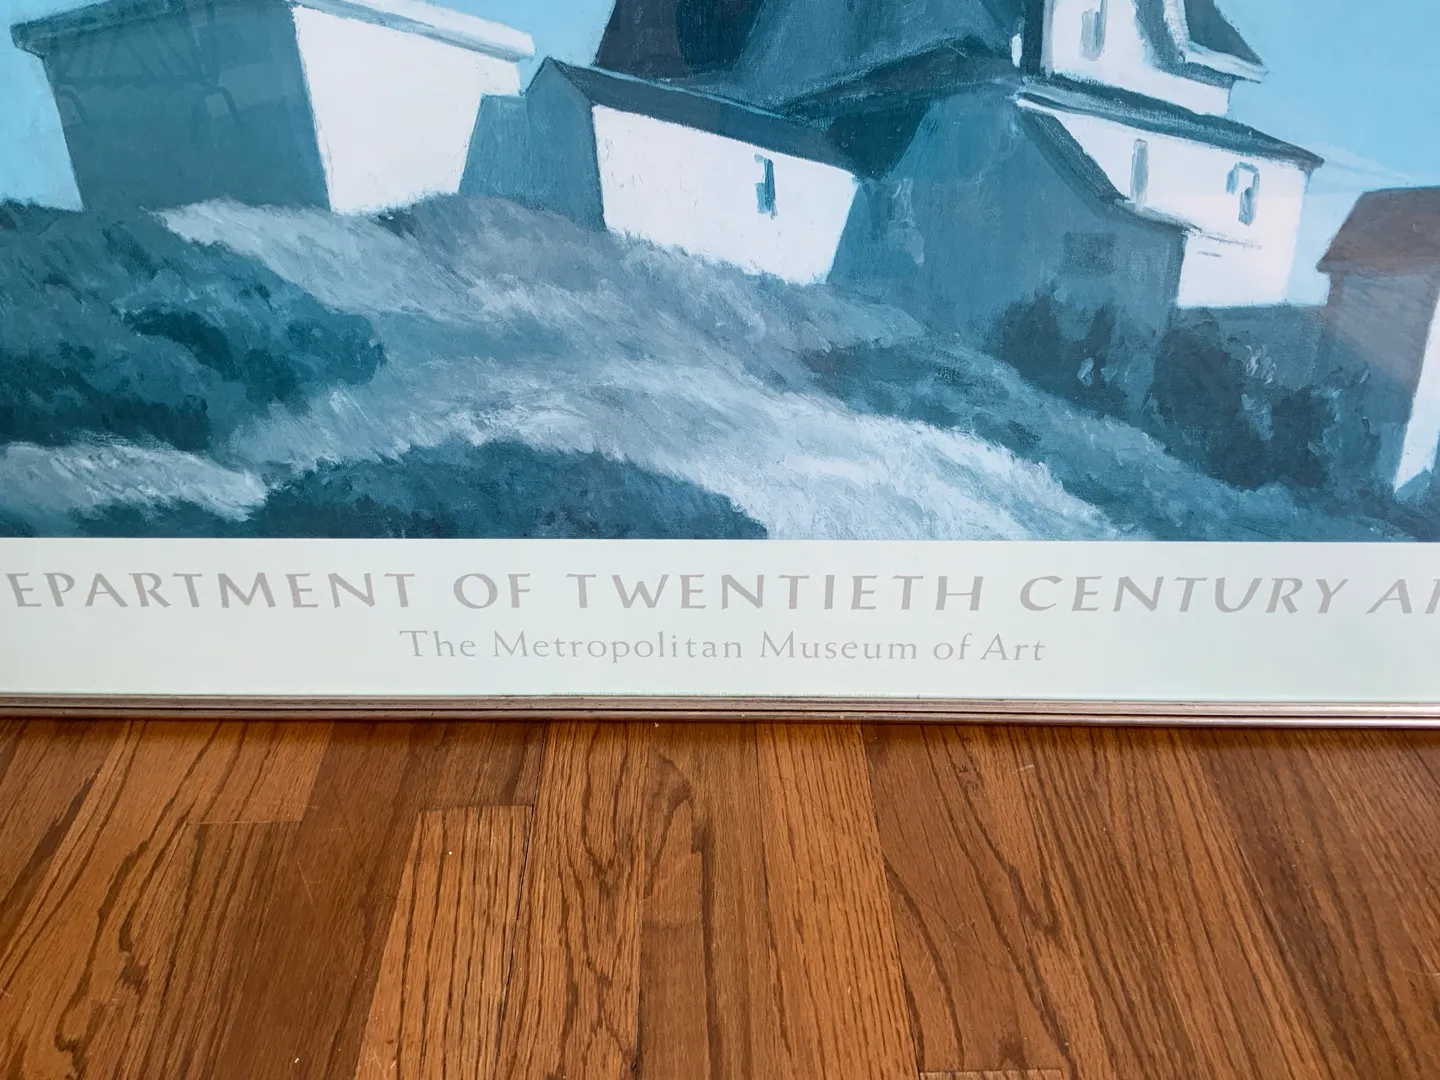 EPARTMENT OF TWENTIETH CENTURY A
The Metropolitan Museum of Art